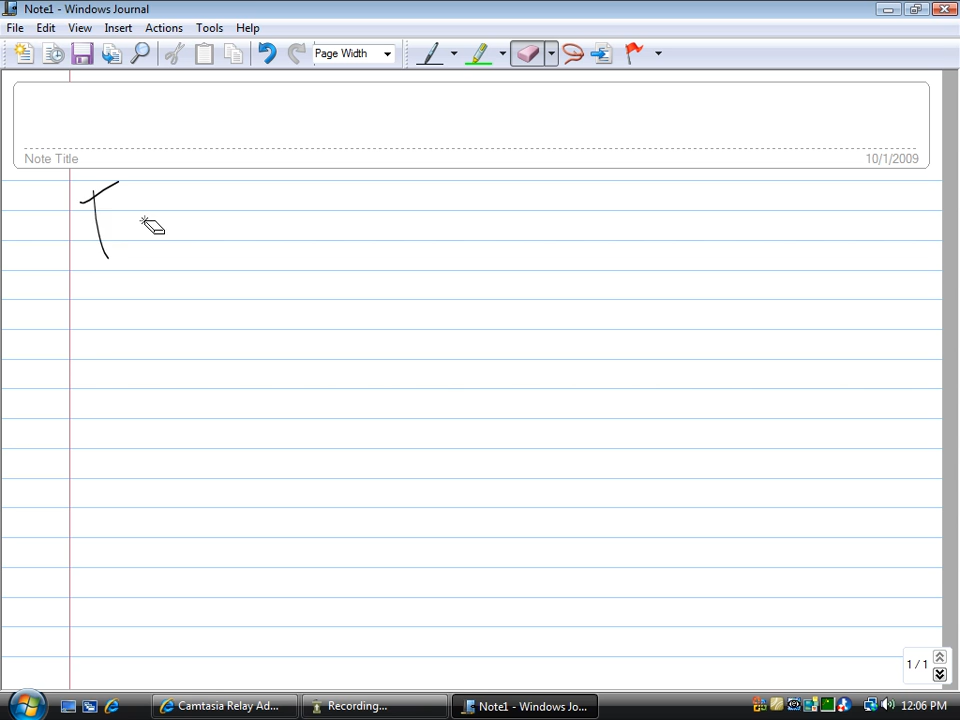 Note1 - Windows Journal
File Edit View Insert Actions Tools Help
Page Width
Note Title 10/1/2009
T
1 / 1
Camtasia Relay Ad... Recording... Note1 - Windows Jo... 12:06 PM